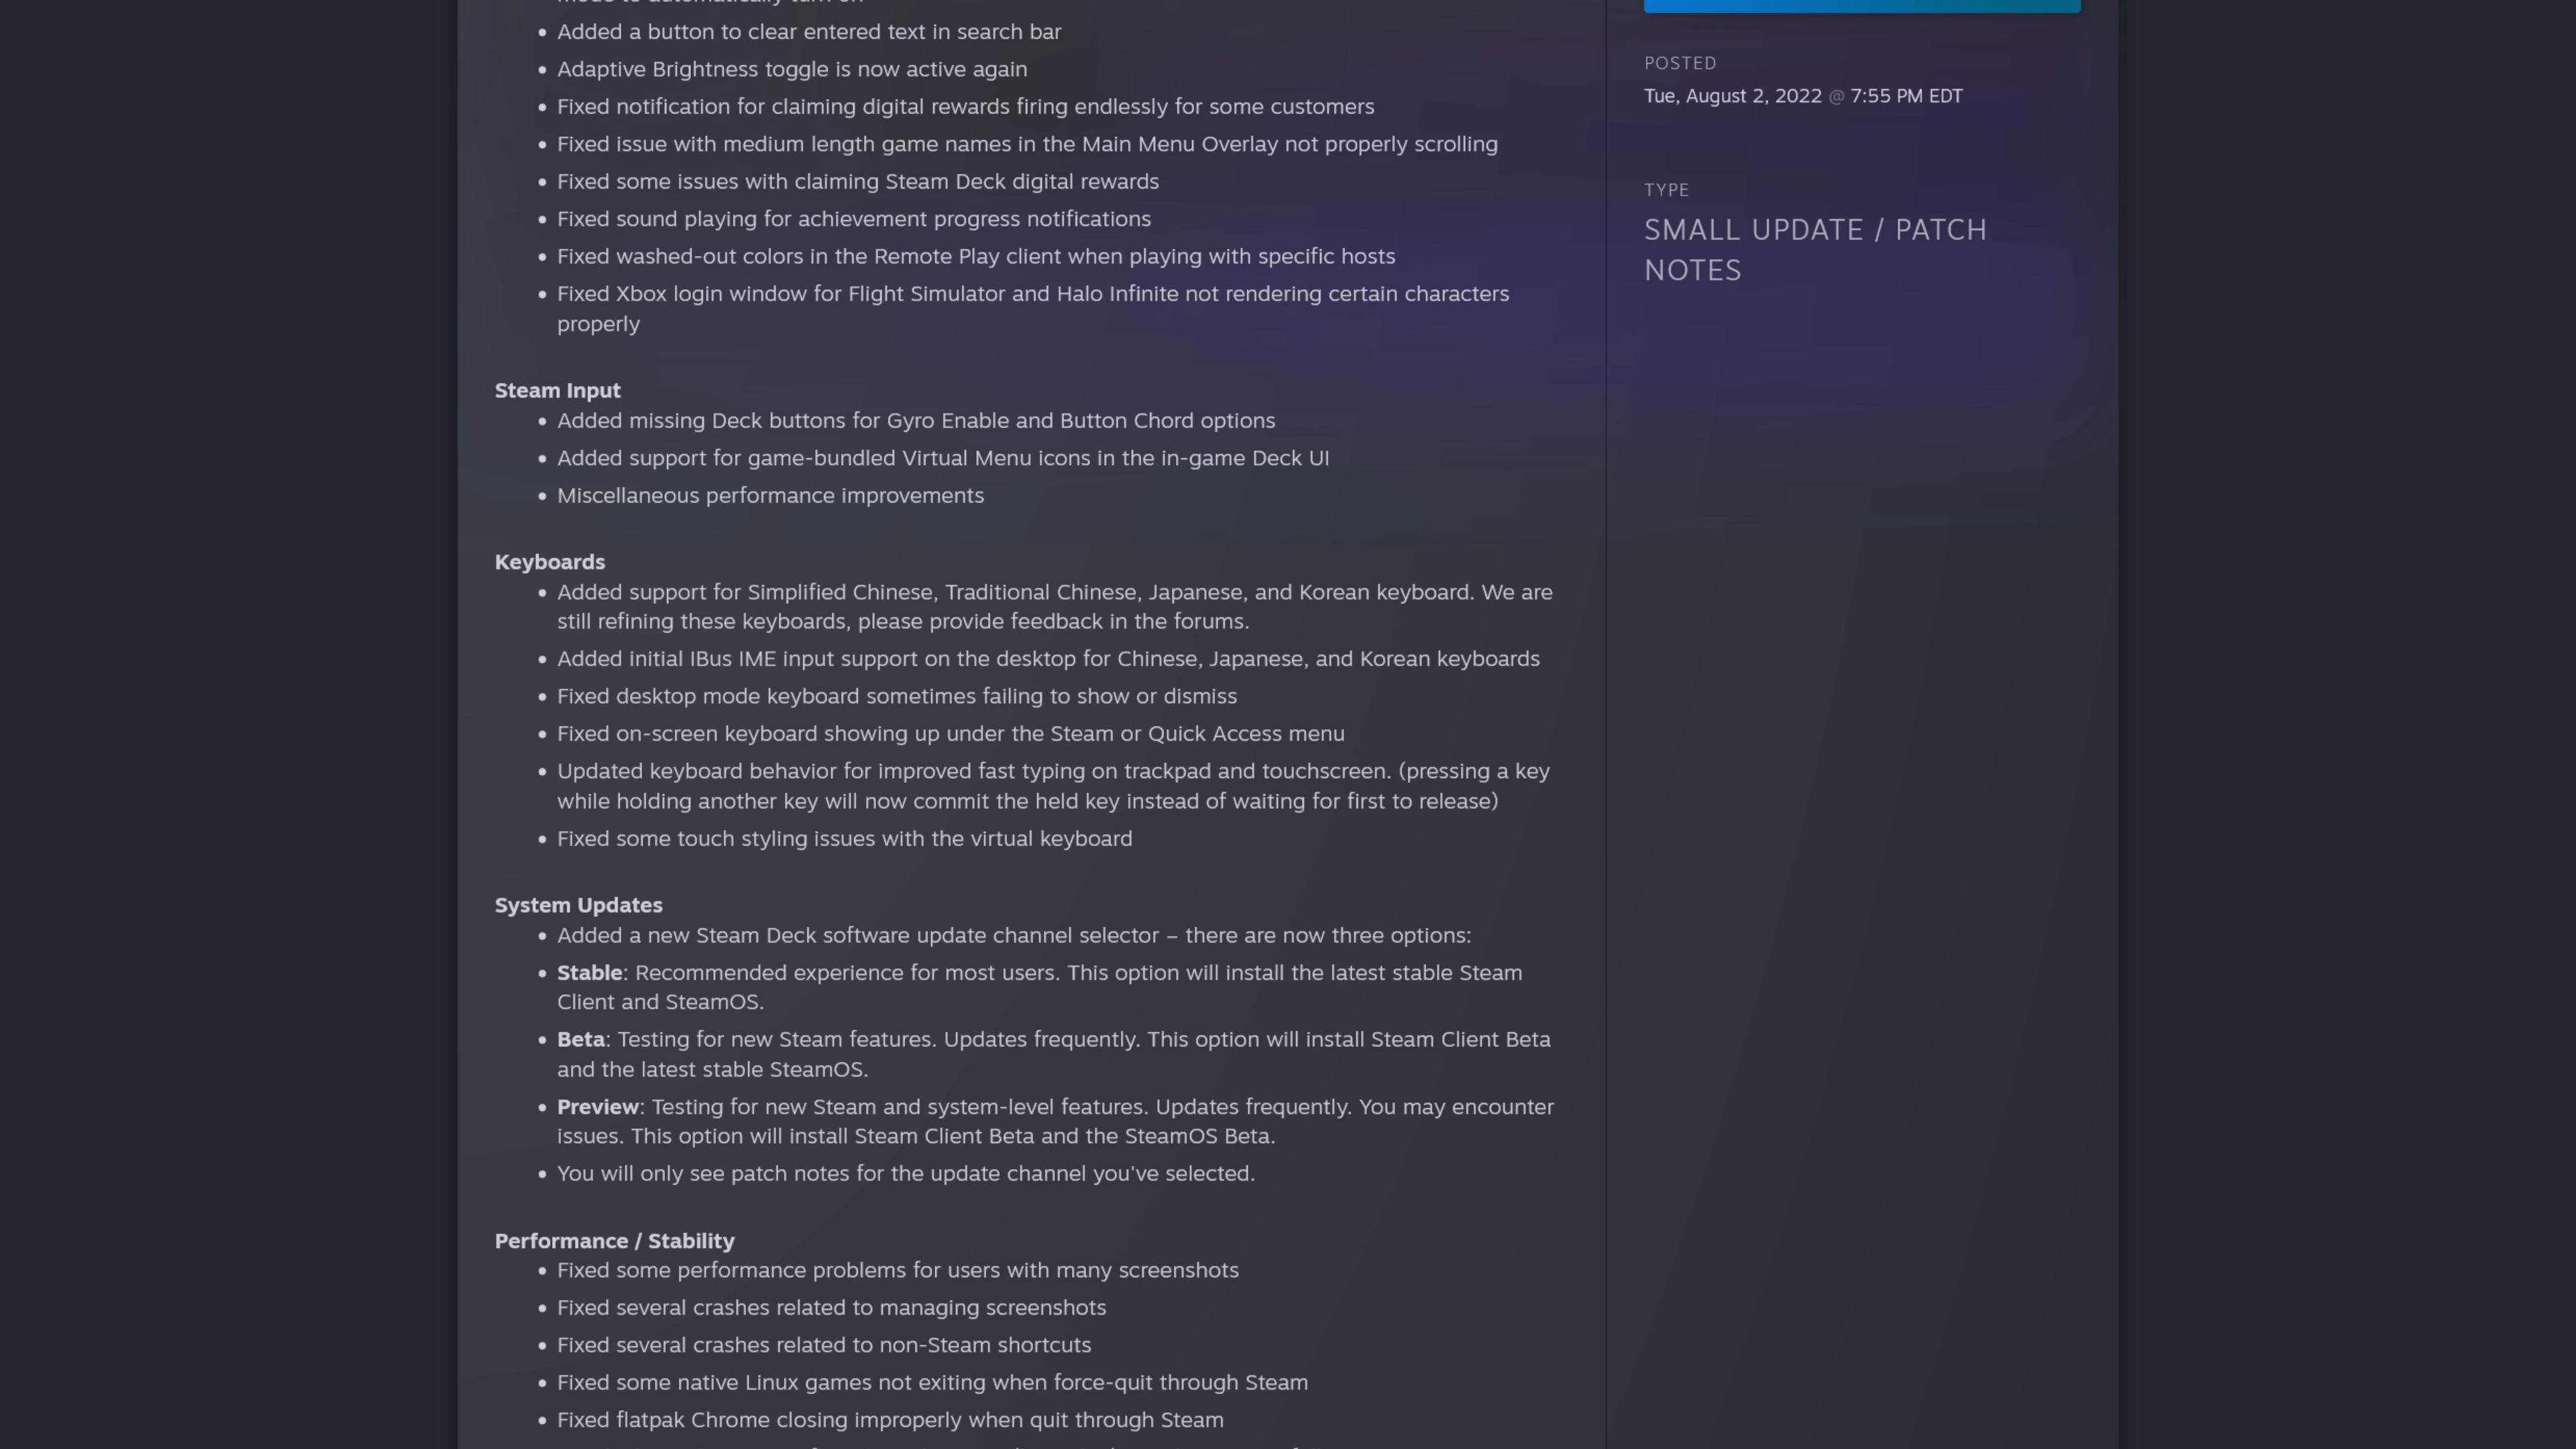 Added a button to clear entered text in search bar
Adaptive Brightness toggle is now active again
Fixed notification for claiming digital rewards firing endlessly for some customers
Fixed issue with medium length game names in the Main Menu Overlay not properly scrolling
Fixed some issues with claiming Steam Deck digital rewards
Fixed sound playing for achievement progress notifications
Fixed washed-out colors in the Remote Play client when playing with specific hosts
Fixed Xbox login window for Flight Simulator and Halo Infinite not rendering certain characters
properly
Steam Input
Added missing Deck buttons for Gyro Enable and Button Chord options
Added support for game-bundled Virtual Menu icons in the in-game Deck UI
Miscellaneous performance improvements
Keyboards
Added support for Simplified Chinese, Traditional Chinese, Japanese, and Korean keyboard. We are
still refining these keyboards, please provide feedback in the forums.
Added initial IBus IME input support on the desktop for Chinese, Japanese, and Korean keyboards
Fixed desktop mode keyboard sometimes failing to show or dismiss
Fixed on-screen keyboard showing up under the Steam or Quick Access menu
Updated keyboard behavior for improved fast typing on trackpad and touchscreen. (pressing a key
while holding another key will now commit the held key instead of waiting for first to release)
Fixed some touch styling issues with the virtual keyboard
System Updates
Added a new Steam Deck software update channel selector – there are now three options:
Stable: Recommended experience for most users. This option will install the latest stable Steam
Client and SteamOS.
Beta: Testing for new Steam features. Updates frequently. This option will install Steam Client Beta
and the latest stable SteamOS.
Preview: Testing for new Steam and system-level features. Updates frequently. You may encounter
issues. This option will install Steam Client Beta and the SteamOS Beta.
You will only see patch notes for the update channel you've selected.
Performance / Stability
Fixed some performance problems for users with many screenshots
Fixed several crashes related to managing screenshots
Fixed several crashes related to non-Steam shortcuts
Fixed some native Linux games not exiting when force-quit through Steam
Fixed flatpak Chrome closing improperly when quit through Steam
POSTED
Tue, August 2, 2022 @ 7:55 PM EDT
TYPE
SMALL UPDATE / PATCH
NOTES